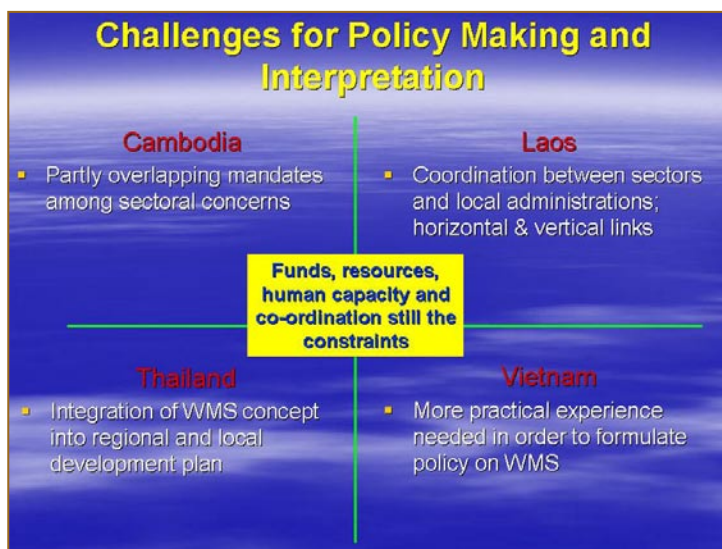 Challenges for Policy Making and
Interpretation
Cambodia
Partly overlapping mandates
among sectoral concerns
Laos
Coordination between sectors
and local administrations;
horizontal & vertical links
Funds, resources,
human capacity and
co-ordination still the
constraints
Thailand
Integration of WMS concept
into regional and local
development plan
Vietnam
More practical experience
needed in order to formulate
policy on WMS